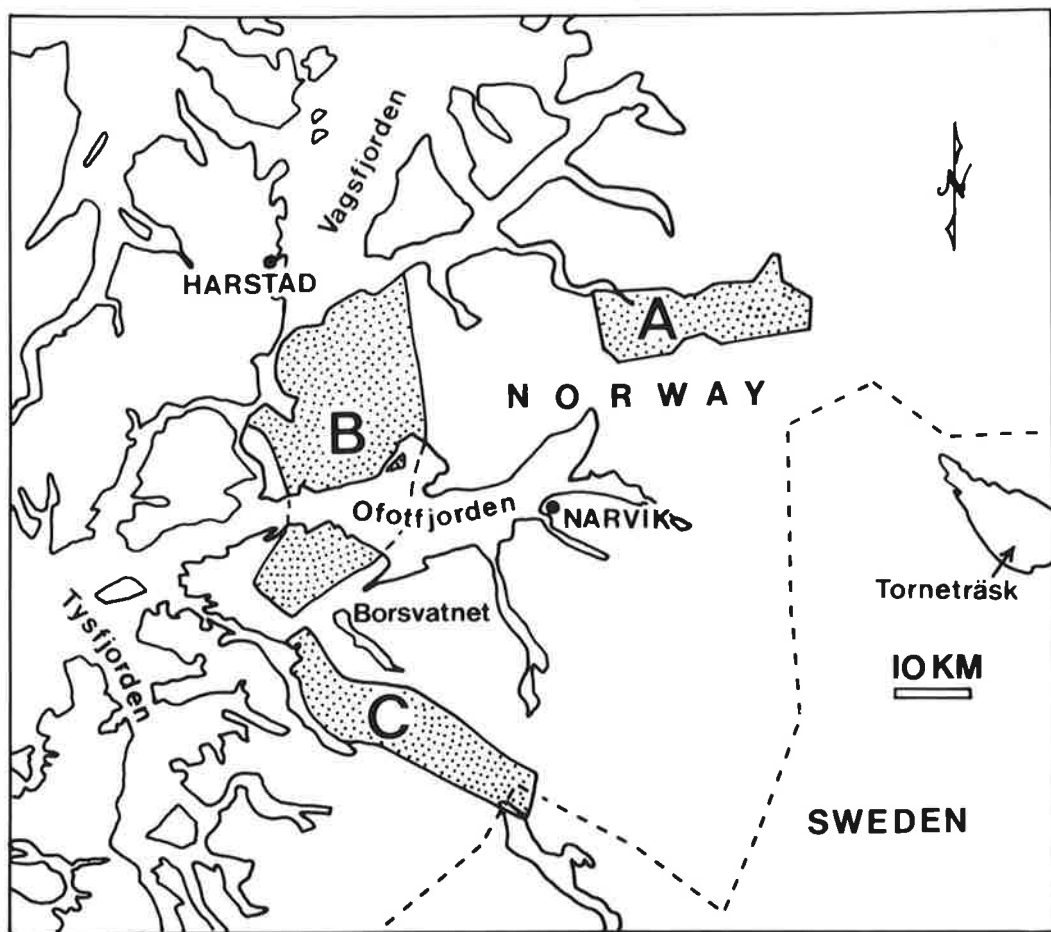 Vagsfjorden
N
HARSTAD
A
NORWAY
B
Ofotfjorden
NARVIK
Torneträsk
Borsvatnet
Tysfjorden
10 KM
C
SWEDEN